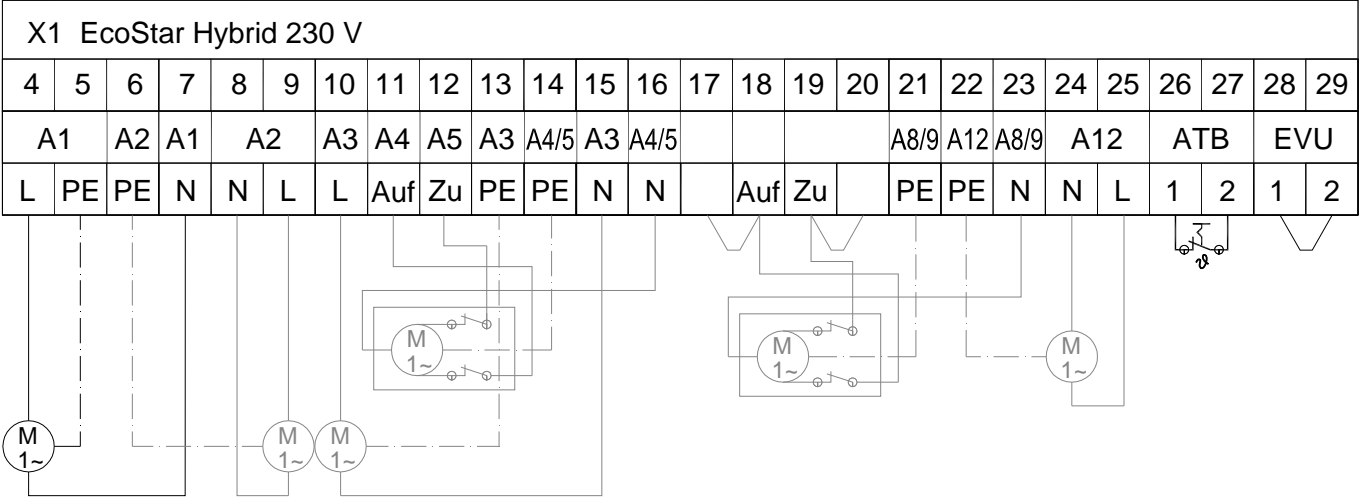 X1 EcoStar Hybrid 230 V
4 5 6 7 8 9 10 11 12 13 14 15 16 17 18 19 20 21 22 23 24 25 26 27 28 29
A1 A2 A1 A2 A3 A4 A5 A3 A4/5 A3 A4/5 A8/9 A12 A8/9 A12 ATB EVU
L PE PE N N L L Auf Zu PE PE N N Auf Zu PE PE N N L 1 2 1 2
ϑ
M M M
1~ 1~ 1~
M M M
1~ 1~ 1~